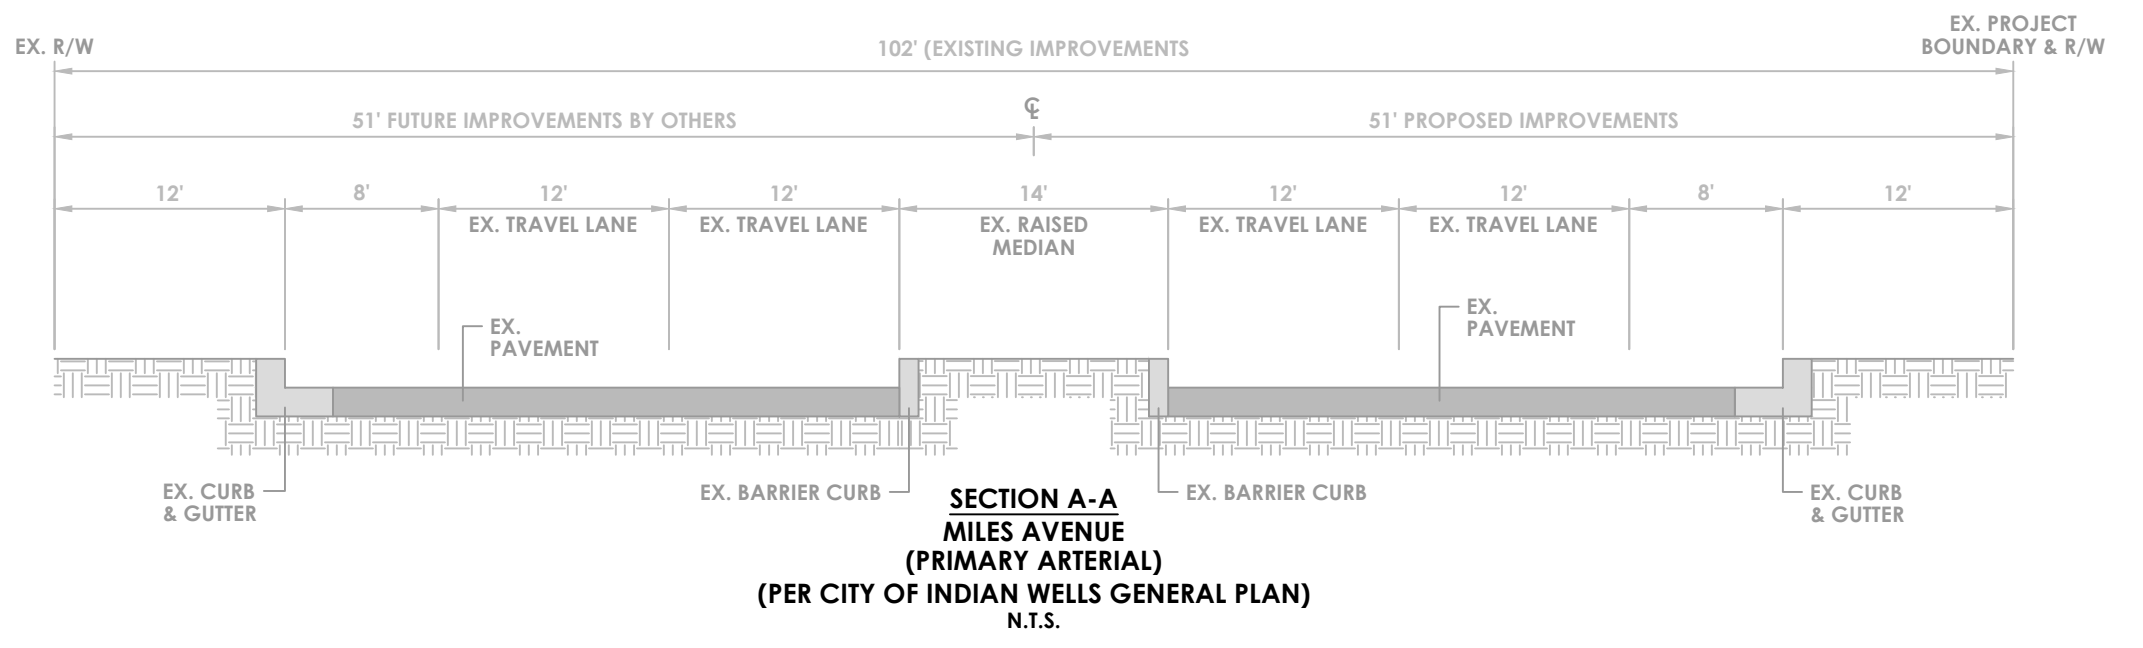 EX. R/W
102' (EXISTING IMPROVEMENTS
EX. PROJECT
BOUNDARY & R/W
51' FUTURE IMPROVEMENTS BY OTHERS
℄
51' PROPOSED IMPROVEMENTS
12'
8'
12'
12'
14'
12'
12'
8'
12'
EX. TRAVEL LANE
EX. TRAVEL LANE
EX. RAISED
MEDIAN
EX. TRAVEL LANE
EX. TRAVEL LANE
EX.
PAVEMENT
EX.
PAVEMENT
EX. CURB
& GUTTER
EX. BARRIER CURB
EX. BARRIER CURB
EX. CURB
& GUTTER
SECTION A-A
MILES AVENUE
(PRIMARY ARTERIAL)
(PER CITY OF INDIAN WELLS GENERAL PLAN)
N.T.S.